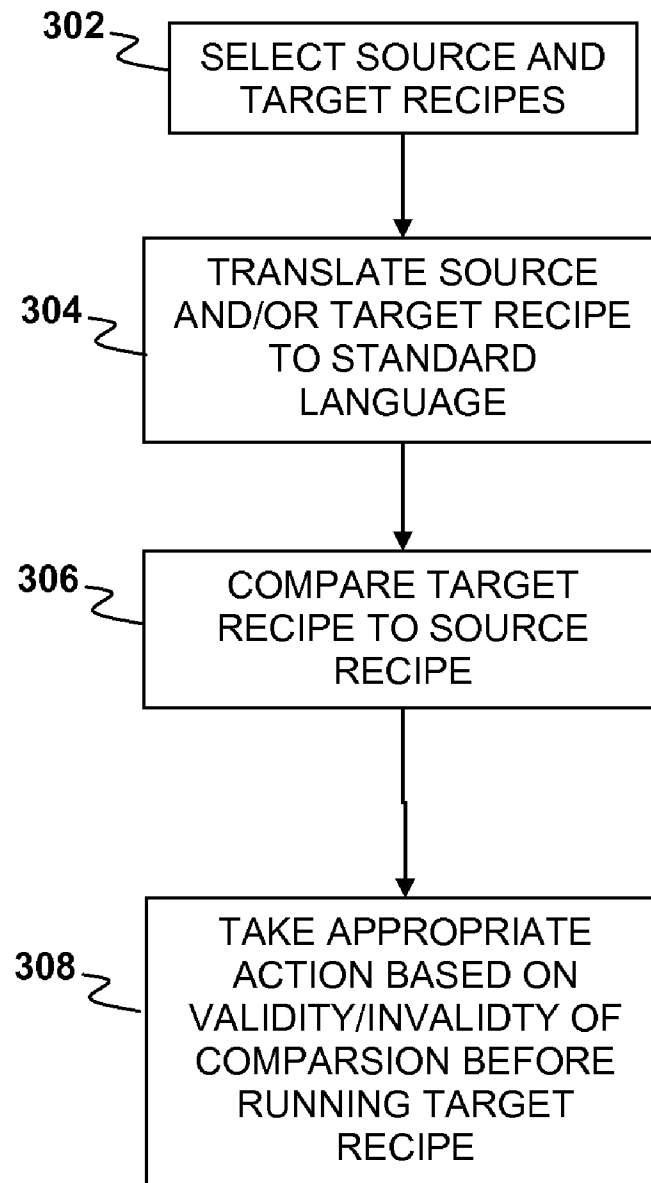 302
SELECT SOURCE AND
TARGET RECIPES
304
TRANSLATE SOURCE
AND/OR TARGET RECIPE
TO STANDARD
LANGUAGE
306
COMPARE TARGET
RECIPE TO SOURCE
RECIPE
308
TAKE APPROPRIATE
ACTION BASED ON
VALIDITY/INVALIDTY OF
COMPARSION BEFORE
RUNNING TARGET
RECIPE